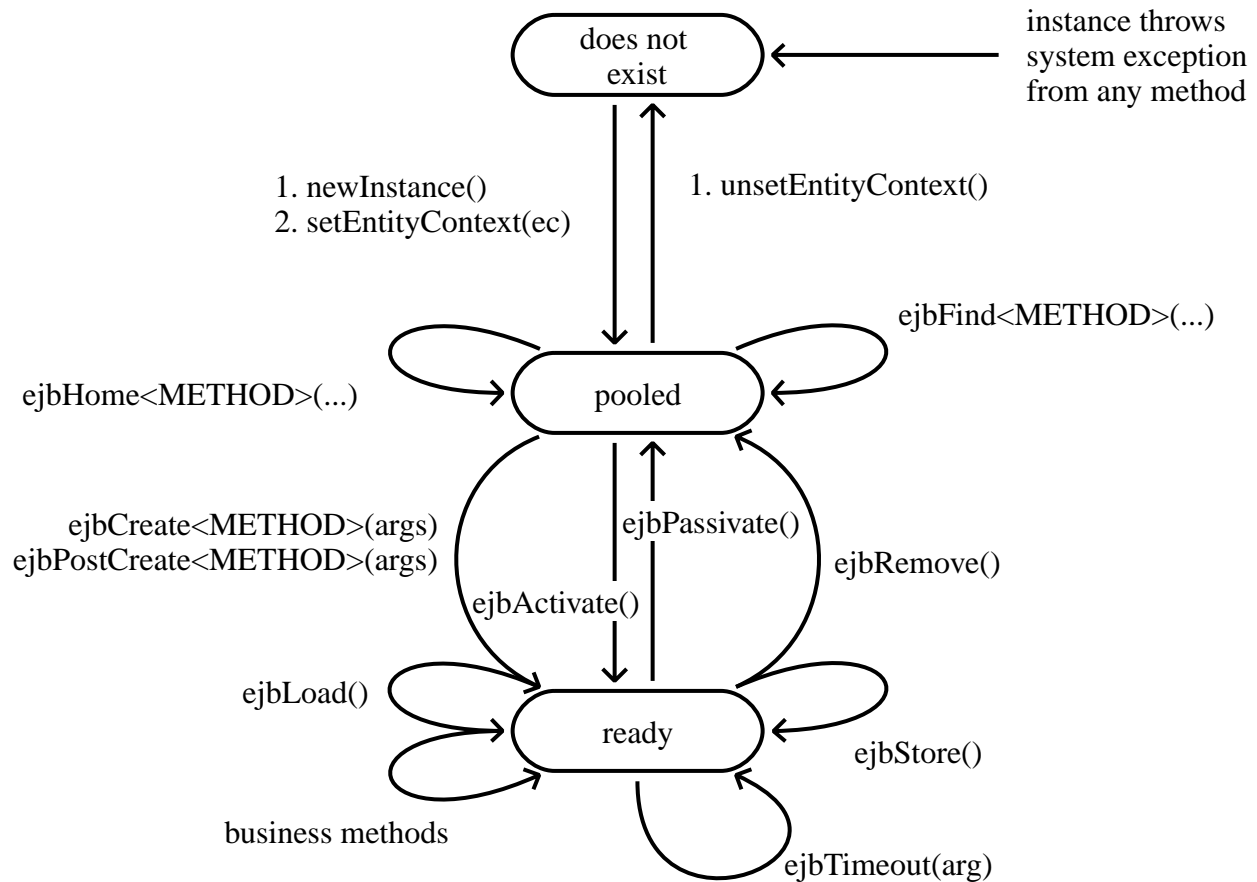 does not
exist
instance throws
system exception
from any method
1. newInstance()
2. setEntityContext(ec)
1. unsetEntityContext()
ejbHome<METHOD>(...)
ejbFind<METHOD>(...)
pooled
ejbCreate<METHOD>(args)
ejbPostCreate<METHOD>(args)
ejbPassivate()
ejbRemove()
ejbActivate()
ejbLoad()
ready
ejbStore()
business methods
ejbTimeout(arg)